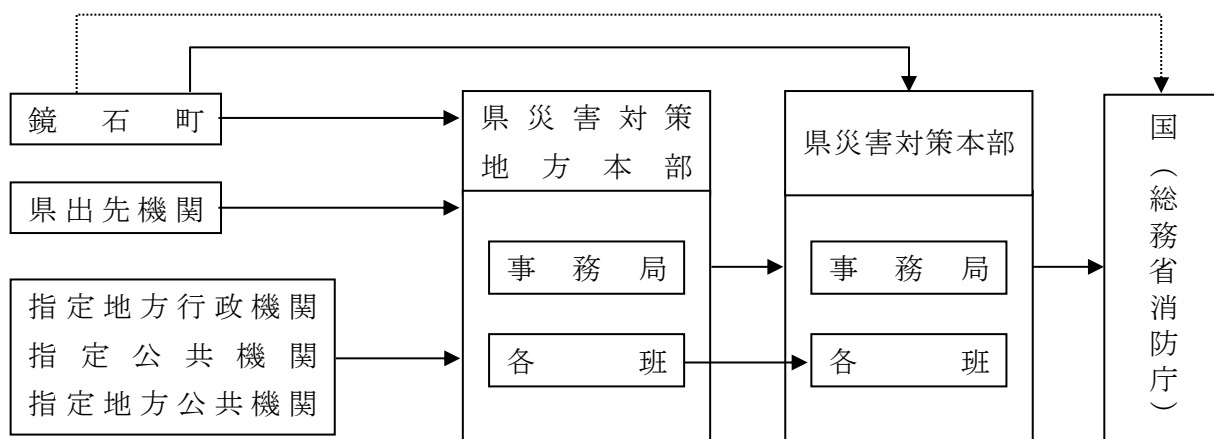 鏡石町
県出先機関
指定地方行政機関
指定公共機関
指定地方公共機関
県災害対策
地方本部
事務局
各班
県災害対策本部
事務局
各班
国（総務省消防庁）